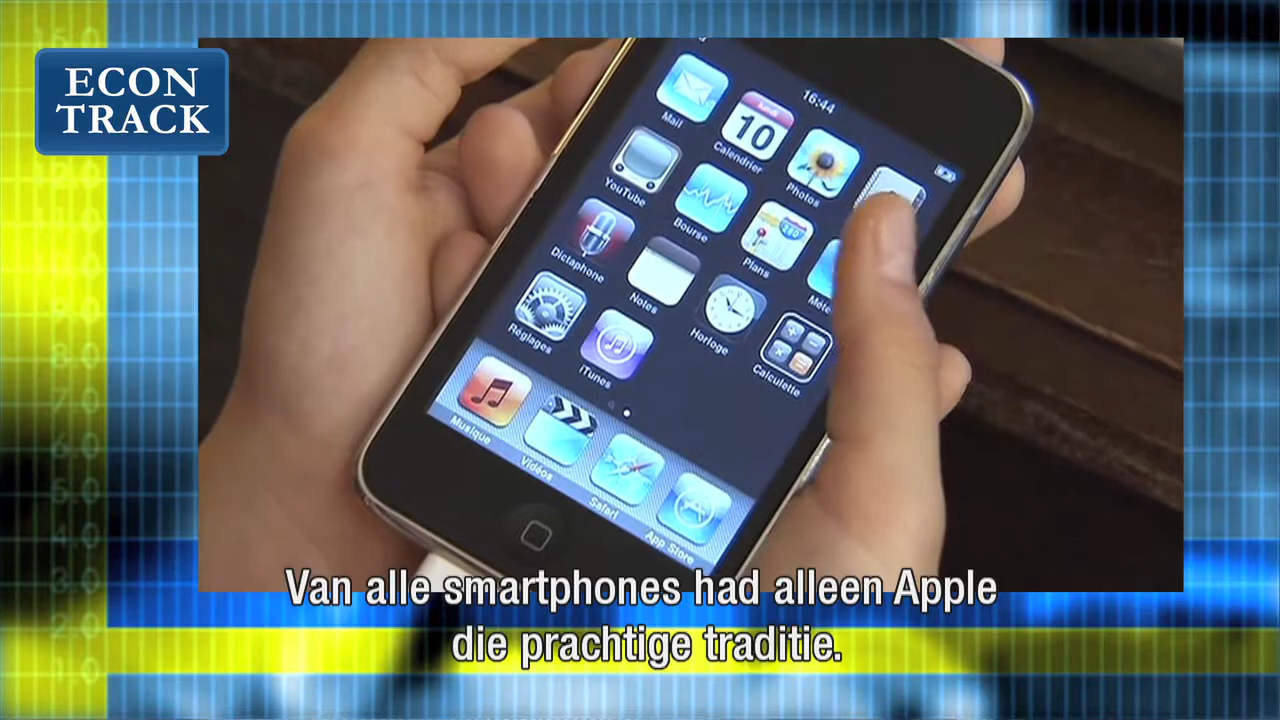 ECON
TRACK
16:44
Mail
Calendrier
10
Photos
YouTube
Bourse
Plans
280
Dictaphone
Notes
Horloge
Calculette
Réglages
iTunes
Musique
Vidéos
Safari
App Store
Van alle smartphones had alleen Apple
die prachtige traditie.